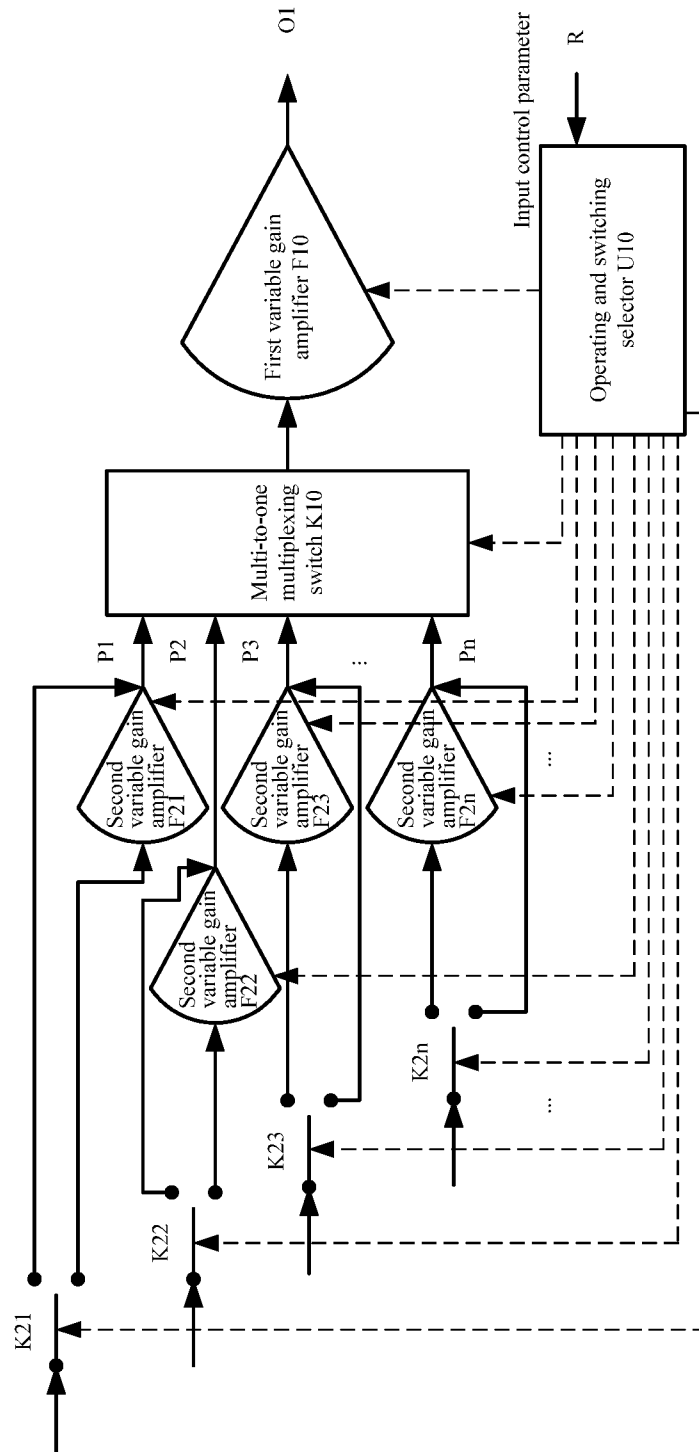 O1
R
Input control parameter
First variable gain
amplifier F10
Operating and switching
selector U10
Multi-to-one
multiplexing
switch K10
P1
P2
P3
...
Pn
Second
variable gain
amplifier
F21
Second
variable gain
amplifier
F23
Second
variable gain
amplifier
F2n
...
Second
variable gain
amplifier
F22
K21
K22
K23
K2n
...